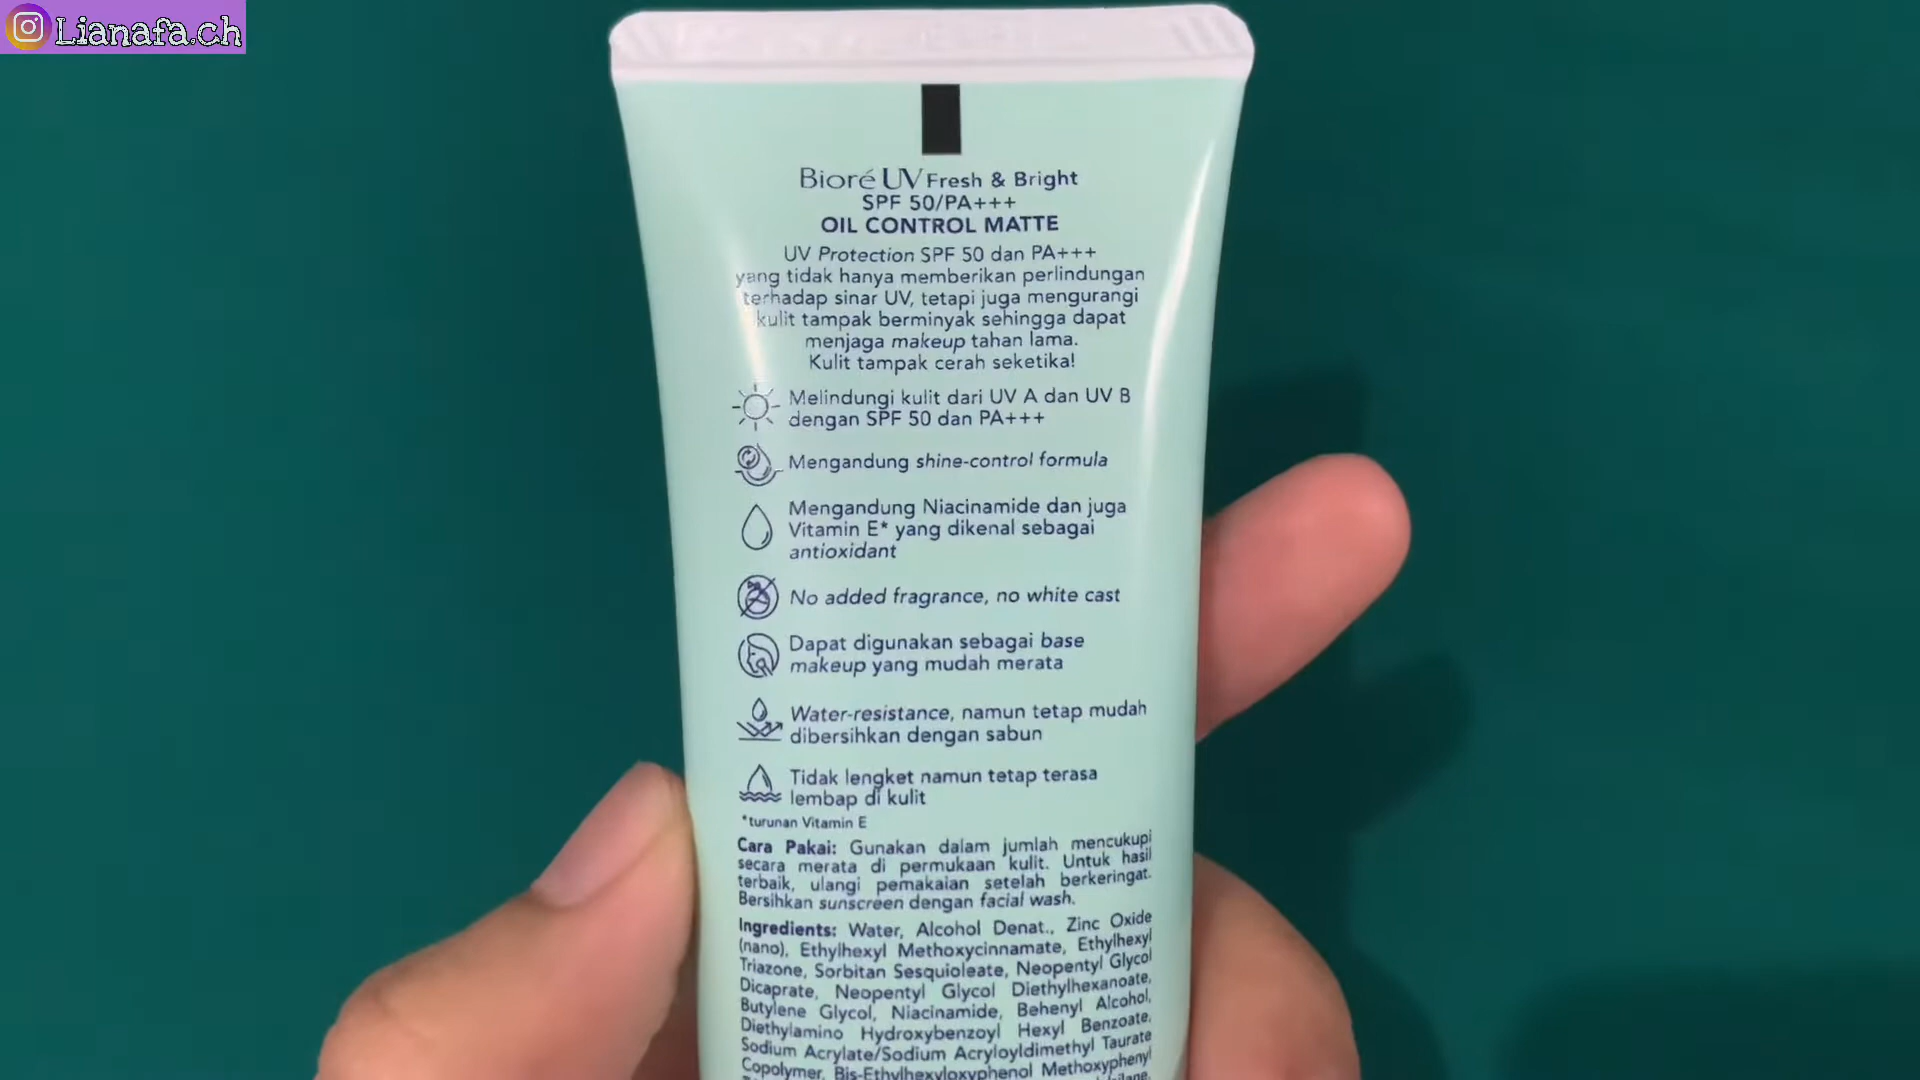 Lianafa.ch
Bioré UV Fresh & Bright
SPF 50/PA+++
OIL CONTROL MATTE
UV Protection SPF 50 dan PA+++
yang tidak hanya memberikan perlindungan
terhadap sinar UV, tetapi juga mengurangi
kulit tampak berminyak sehingga dapat
menjaga makeup tahan lama.
Kulit tampak cerah seketika!
Melindungi kulit dari UV A dan UV B
dengan SPF 50 dan PA+++
Mengandung shine-control formula
Mengandung Niacinamide dan juga
Vitamin E* yang dikenal sebagai
antioxidant
No added fragrance, no white cast
Dapat digunakan sebagai base
makeup yang mudah merata
Water-resistance, namun tetap mudah
dibersihkan dengan sabun
Tidak lengket namun tetap terasa
lembap di kulit
*turunan Vitamin E
Cara Pakai: Gunakan dalam jumlah mencukupi
secara merata di permukaan kulit. Untuk hasil
terbaik, ulangi pemakaian setelah berkeringat.
Bersihkan sunscreen dengan facial wash.
Ingredients: Water, Alcohol Denat., Zinc Oxide
(nano), Ethylhexyl Methoxycinnamate, Ethylhexyl
Triazone, Sorbitan Sesquioleate, Neopentyl Glycol
Dicaprate, Neopentyl Glycol Diethylhexanoate,
Butylene Glycol, Niacinamide, Behenyl Alcohol,
Diethylamino Hydroxybenzoyl Hexyl Benzoate,
Sodium Acrylate/Sodium Acryloyldimethyl Taurate
Copolymer, Bis-Ethylhexyloxyphenol Methoxyphenyl